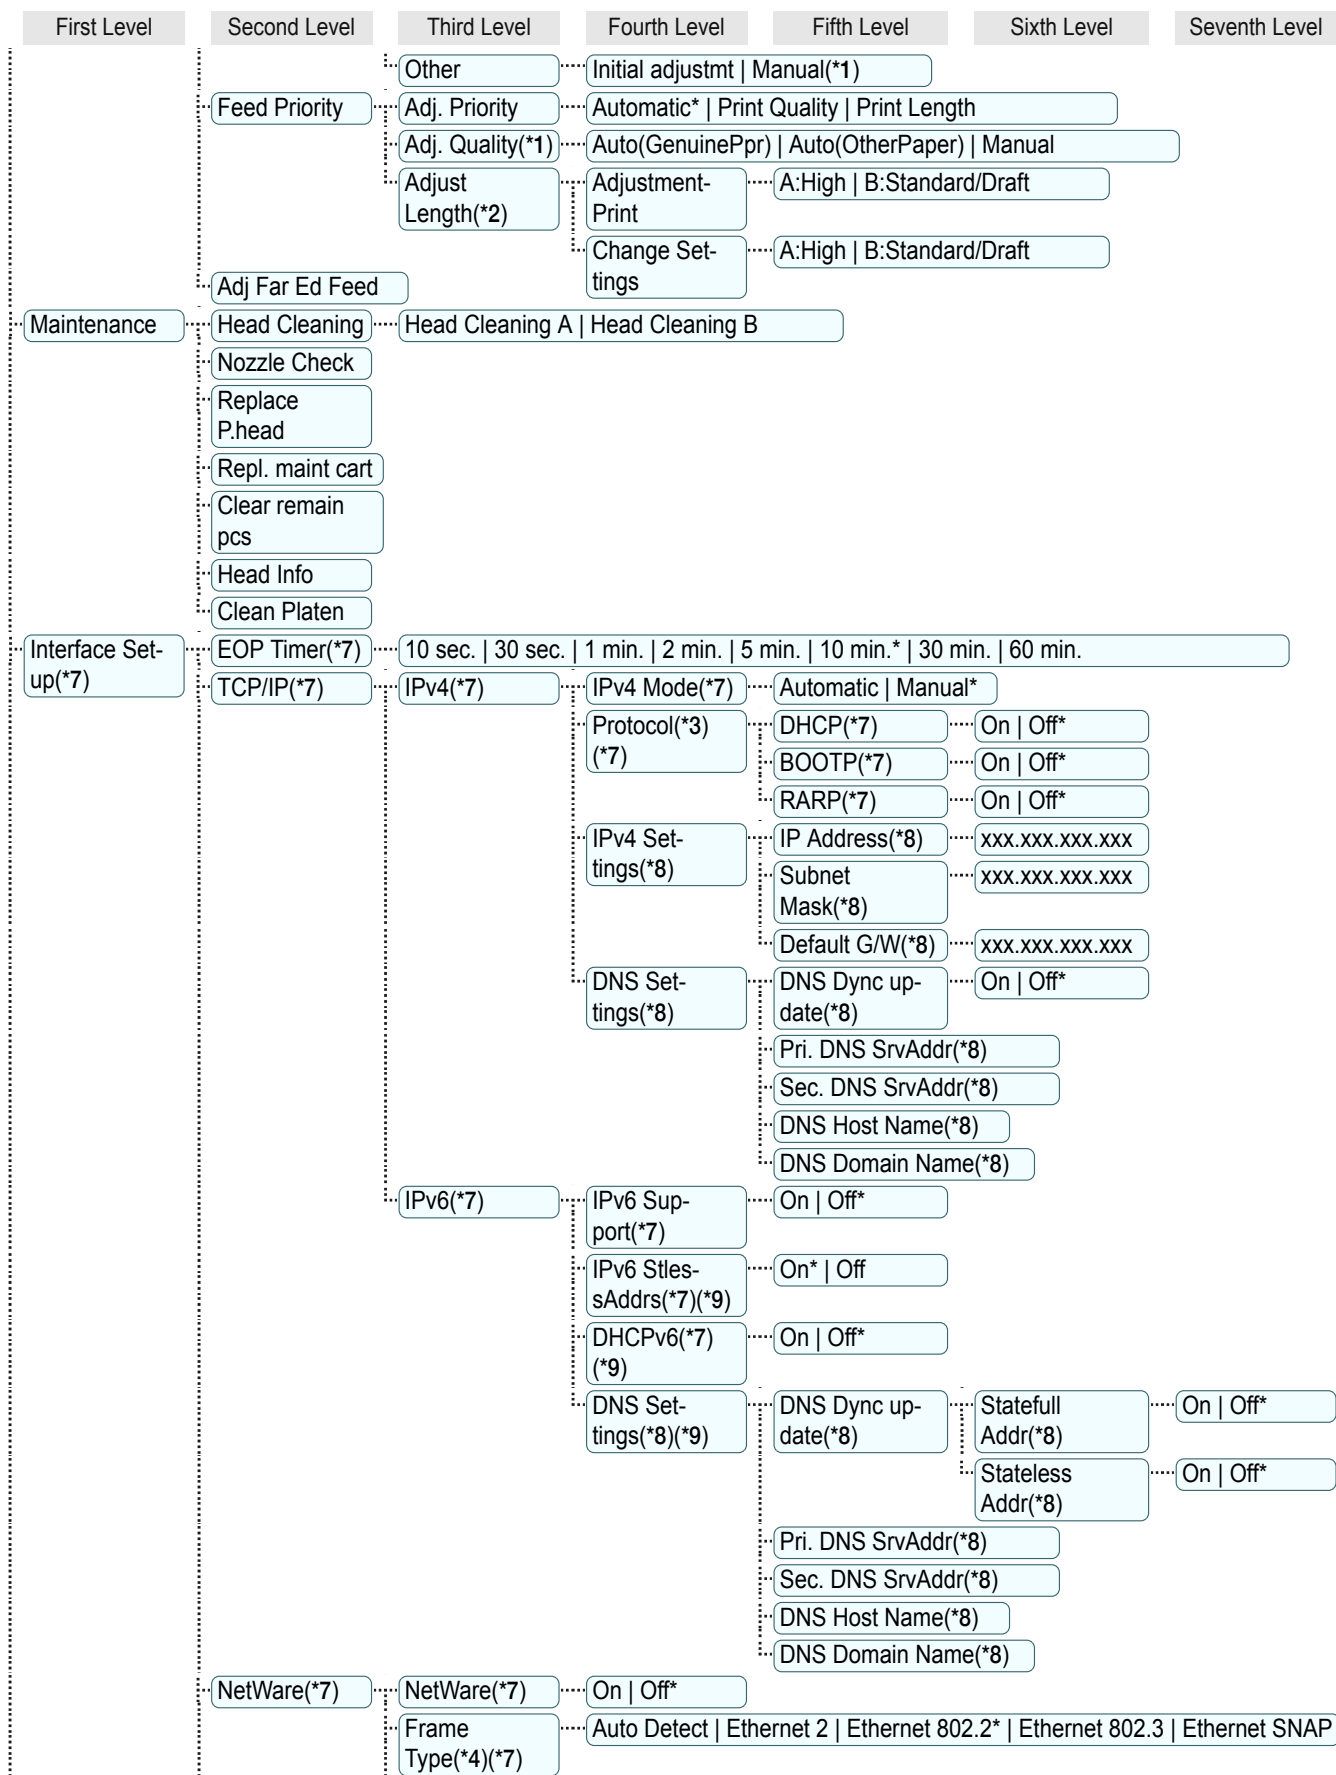 First Level Second Level Third Level Fourth Level Fifth Level Sixth Level Seventh Level
Other Initial adjustmt | Manual(*1)
Feed Priority Adj. Priority Automatic* | Print Quality | Print Length
Adj. Quality(*1) Auto(GenuinePpr) | Auto(OtherPaper) | Manual
Adjust Adjustment- A:High | B:Standard/Draft
Length(*2) Print
Change Set- A:High | B:Standard/Draft
tings
Adj Far Ed Feed
Maintenance Head Cleaning Head Cleaning A | Head Cleaning B
Nozzle Check
Replace
P.head
Repl. maint cart
Clear remain
pcs
Head Info
Clean Platen
Interface Set- EOP Timer(*7) 10 sec. | 30 sec. | 1 min. | 2 min. | 5 min. | 10 min.* | 30 min. | 60 min.
up(*7)
TCP/IP(*7) IPv4(*7) IPv4 Mode(*7) Automatic | Manual*
Protocol(*3) DHCP(*7) On | Off*
(*7)
BOOTP(*7) On | Off*
RARP(*7) On | Off*
IPv4 Set- IP Address(*8) xxx.xxx.xxx.xxx
tings(*8)
Subnet xxx.xxx.xxx.xxx
Mask(*8)
Default G/W(*8) xxx.xxx.xxx.xxx
DNS Set- DNS Dync up- On | Off*
tings(*8) date(*8)
Pri. DNS SrvAddr(*8)
Sec. DNS SrvAddr(*8)
DNS Host Name(*8)
DNS Domain Name(*8)
IPv6(*7) IPv6 Sup- On | Off*
port(*7)
IPv6 Stles- On* | Off
sAddrs(*7)(*9)
DHCPv6(*7) On | Off*
(*9)
DNS Set- DNS Dync up- Statefull On | Off*
tings(*8)(*9) date(*8) Addr(*8)
Stateless On | Off*
Addr(*8)
Pri. DNS SrvAddr(*8)
Sec. DNS SrvAddr(*8)
DNS Host Name(*8)
DNS Domain Name(*8)
NetWare(*7) NetWare(*7) On | Off*
Frame Auto Detect | Ethernet 2 | Ethernet 802.2* | Ethernet 802.3 | Ethernet SNAP
Type(*4)(*7)